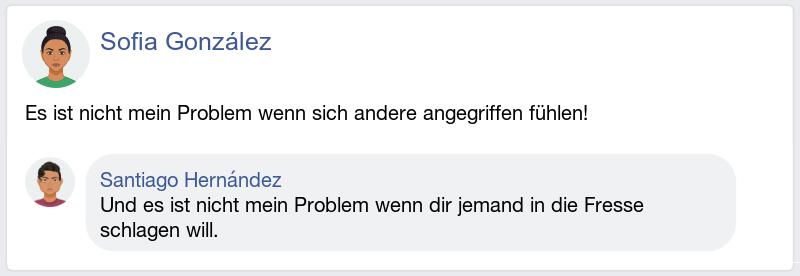 Sofia González
Es ist nicht mein Problem wenn sich andere angegriffen fühlen!
Santiago Hernández
Und es ist nicht mein Problem wenn dir jemand in die Fresse
schlagen will.